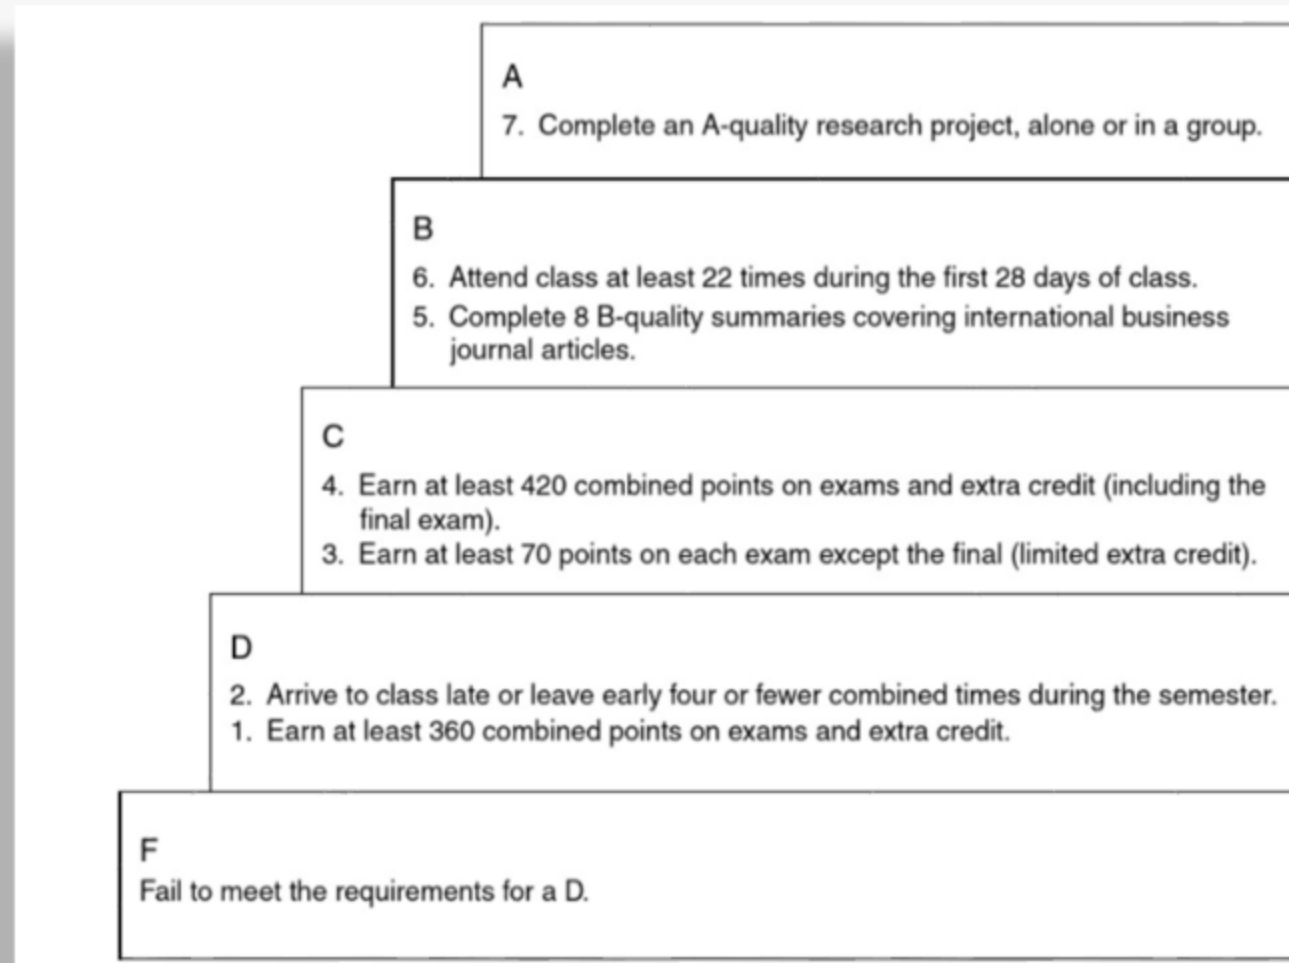 A
7. Complete an A-quality research project, alone or in a group.
B
6. Attend class at least 22 times during the first 28 days of class.
5. Complete 8 B-quality summaries covering international business
journal articles.
C
4. Earn at least 420 combined points on exams and extra credit (including the
final exam).
3. Earn at least 70 points on each exam except the final (limited extra credit).
D
2. Arrive to class late or leave early four or fewer combined times during the semester.
1. Earn at least 360 combined points on exams and extra credit.
F
Fail to meet the requirements for a D.